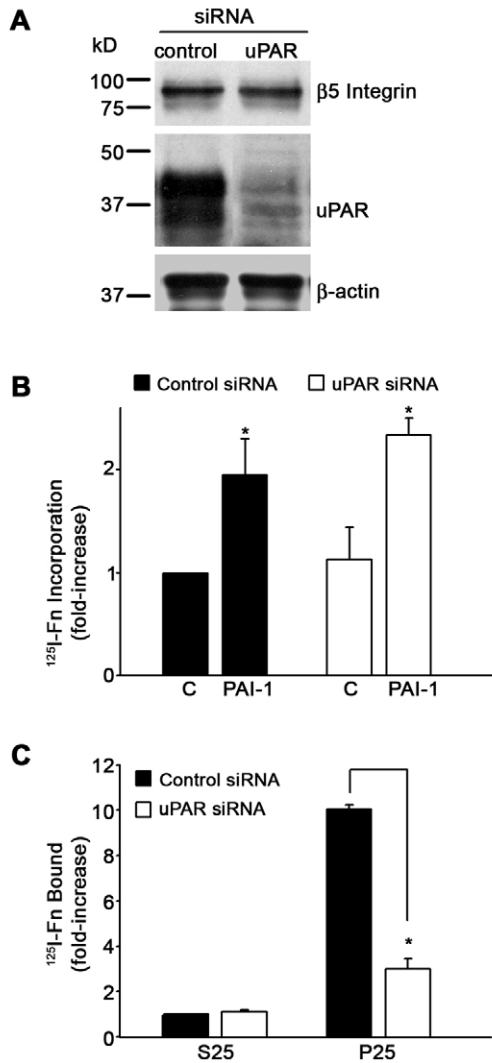 A
siRNA
kD
control uPAR
100
75
β5 Integrin
50
37
uPAR
37
β-actin
B
Control siRNA uPAR siRNA
¹²⁵I-Fn Incorporation
(fold-increase)
2
1
0
* *
C PAI-1 C PAI-1
C
Control siRNA
uPAR siRNA
¹²⁵I-Fn Bound
(fold-increase)
12
10
8
6
4
2
0
*
S25 P25